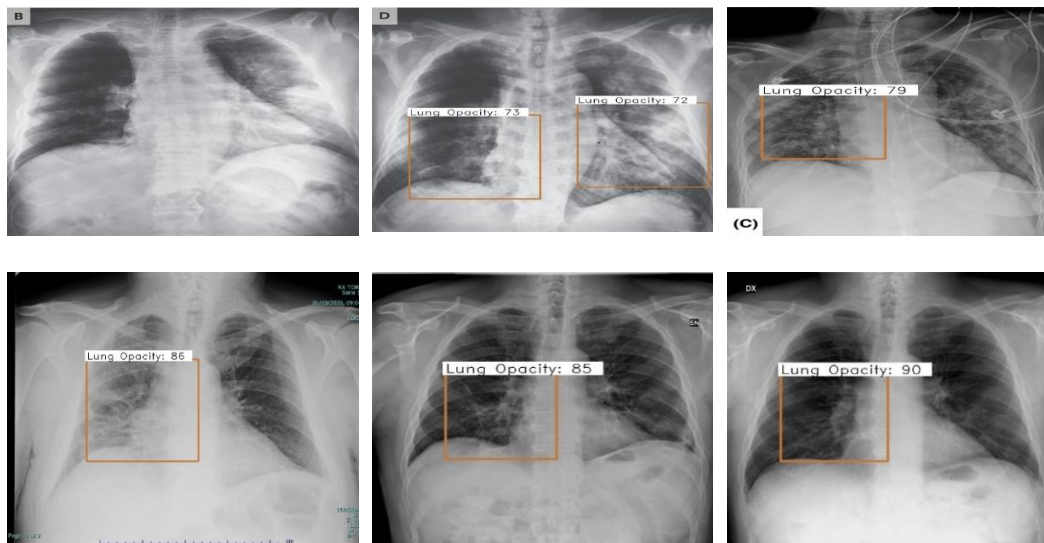 B
D
Lung Opacity: 73
Lung Opacity: 72
Lung Opacity: 79
(C)
Lung Opacity: 86
Lung Opacity: 85
SN
DX
Lung Opacity: 90